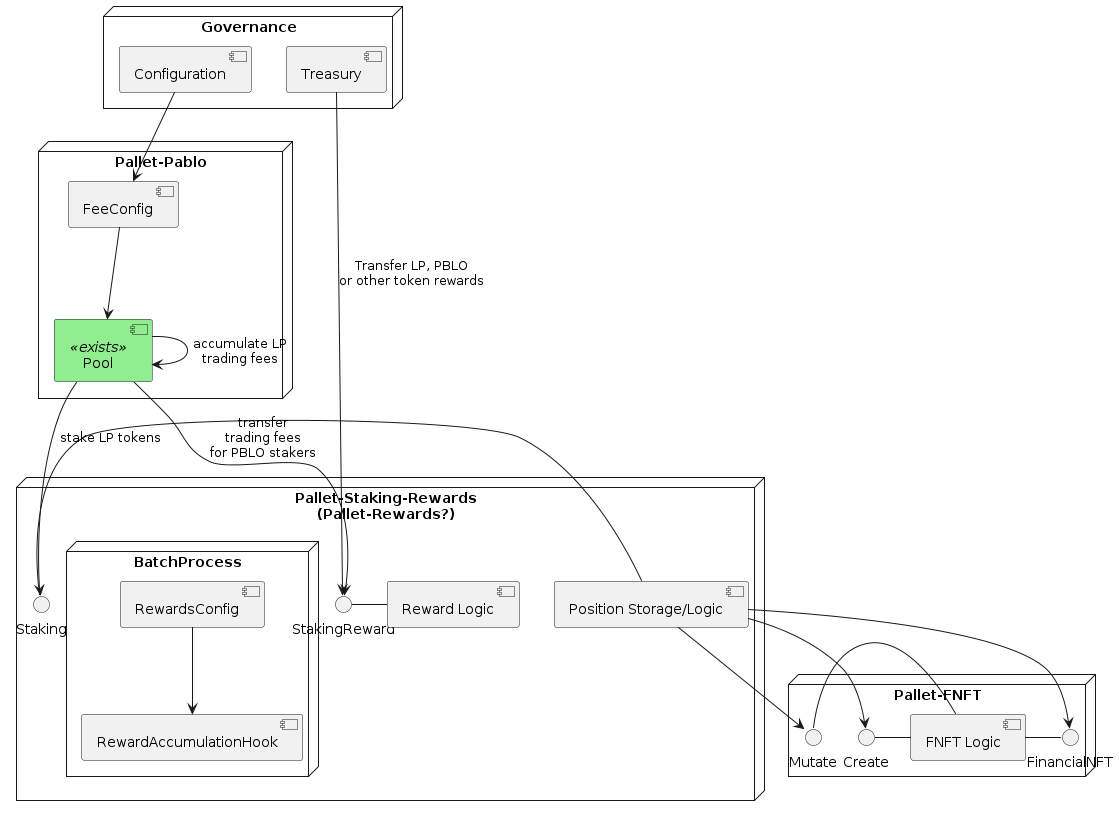 Governance
Configuration
Treasury
Pallet-Pablo
FeeConfig
Transfer LP, PBLO
or other token rewards
«exists»
Pool
accumulate LP
trading fees
stake LP tokens
transfer
trading fees
for PBLO stakers
Pallet-Staking-Rewards
(Pallet-Rewards?)
BatchProcess
RewardsConfig
Staking
StakingReward
Reward Logic
Position Storage/Logic
RewardAccumulationHook
Pallet-FNFT
Mutate
Create
FNFT Logic
FinancialNFT